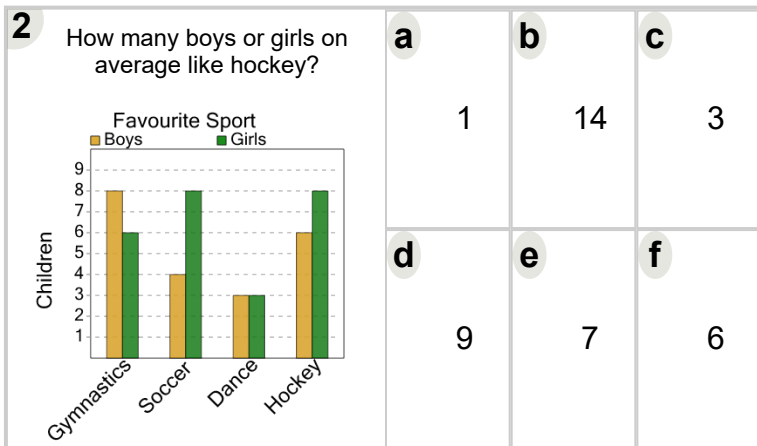 2
How many boys or girls on
average like hockey?
Favourite Sport
Boys Girls
9
8
7
6
5
4
3
2
1
Children
Gymnastics
Soccer
Dance
Hockey
a
1
b
14
c
3
d
9
e
7
f
6